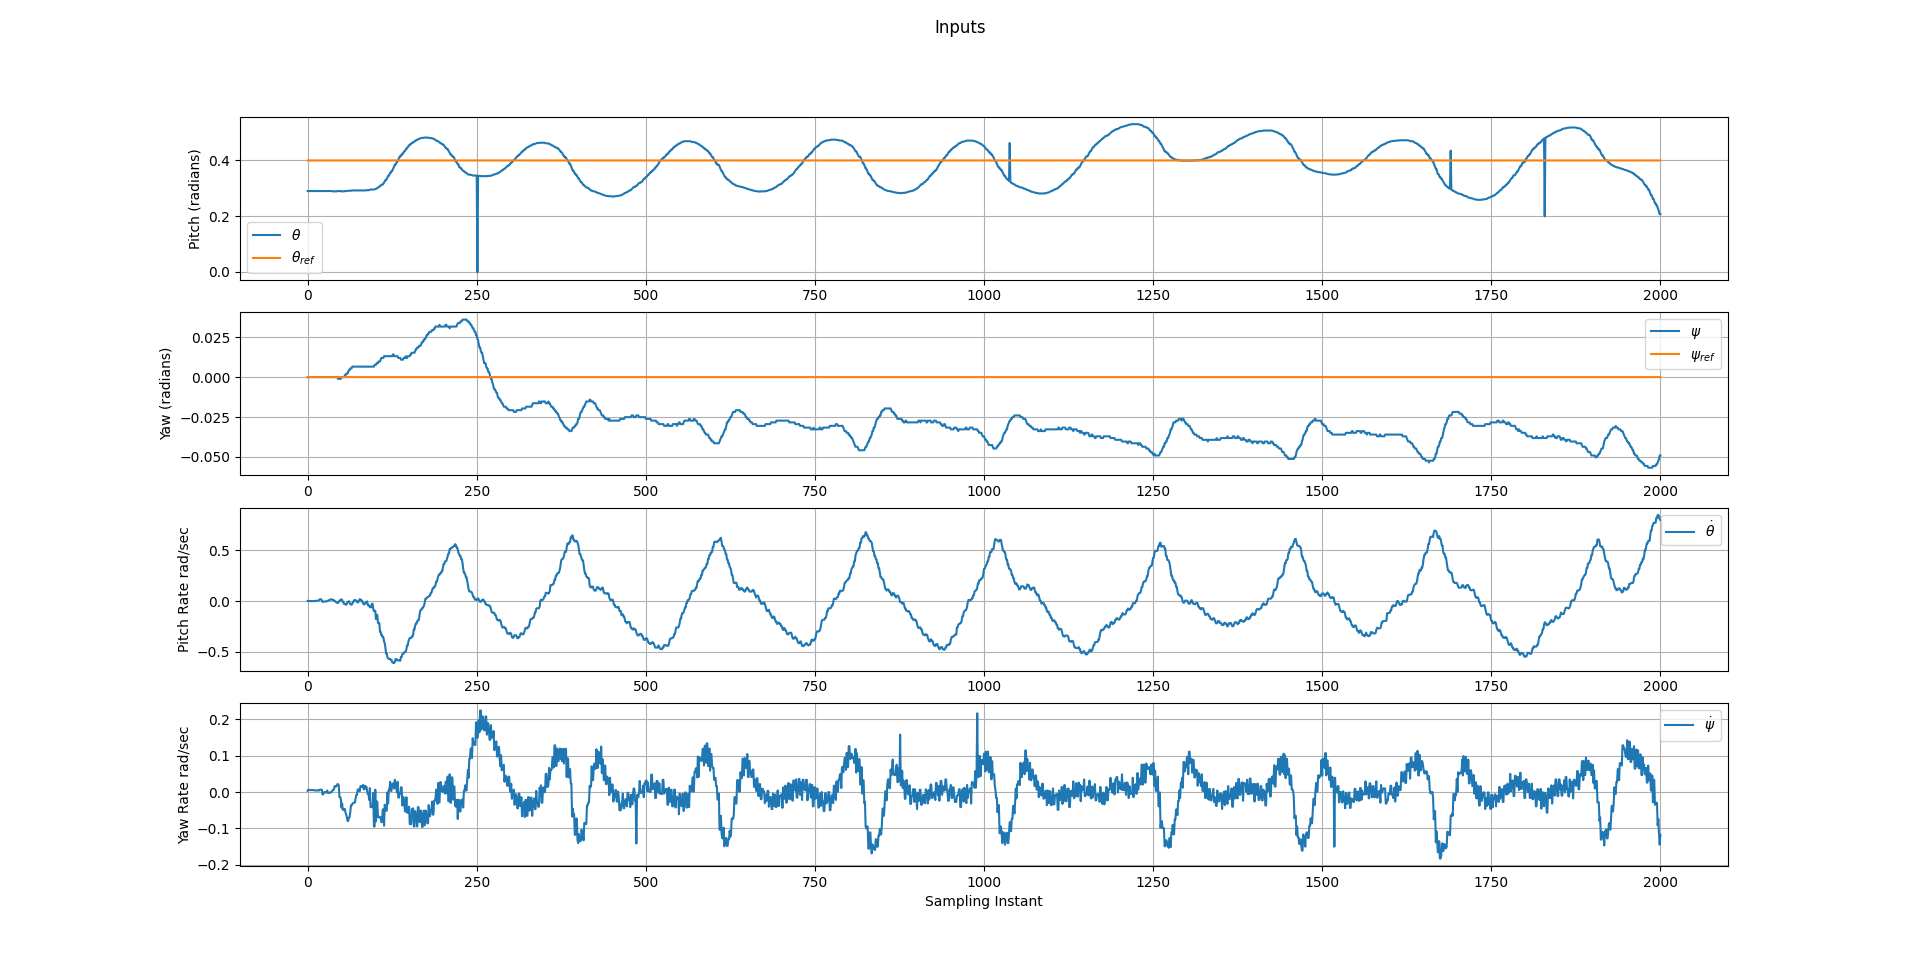 Inputs
Pitch (radians)
0.4
0.2
0.0
θ
θref
0 250 500 750 1000 1250 1500 1750 2000
Yaw (radians)
0.025
0.000
−0.025
−0.050
ψ
ψref
0 250 500 750 1000 1250 1500 1750 2000
Pitch Rate rad/sec
0.5
0.0
−0.5
θ̇
0 250 500 750 1000 1250 1500 1750 2000
Yaw Rate rad/sec
0.2
0.1
0.0
−0.1
−0.2
ψ̇
0 250 500 750 1000 1250 1500 1750 2000
Sampling Instant